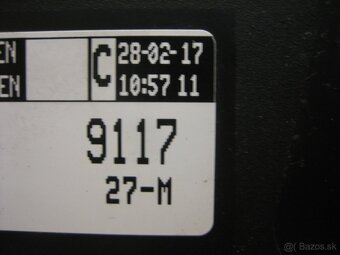 EN C 28-02-17
EN 10:57 11
9117
27-M
Bazos.sk